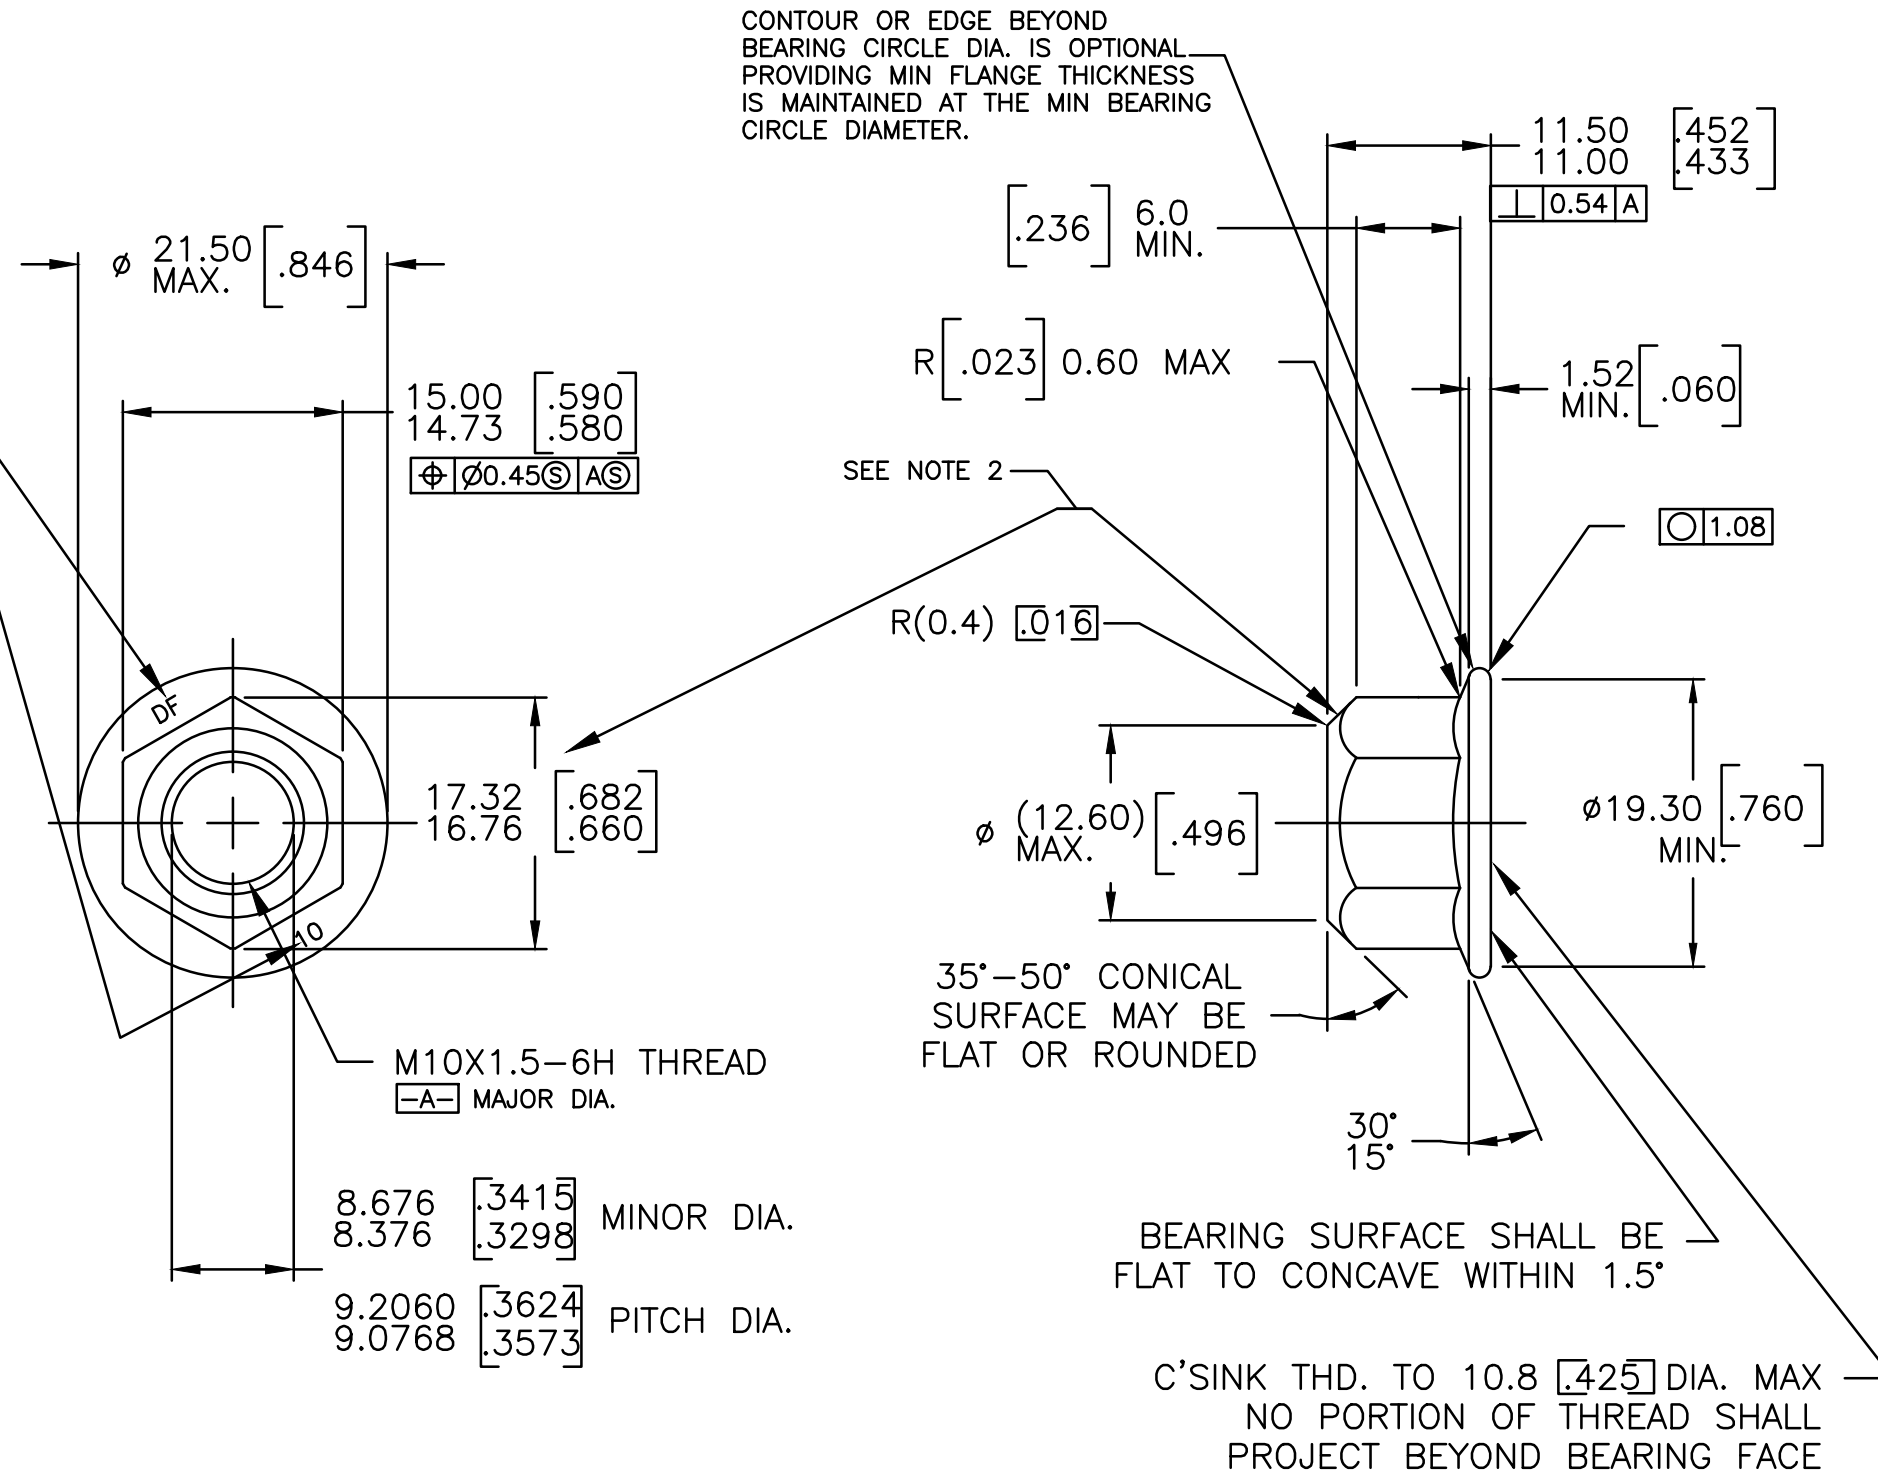 CONTOUR OR EDGE BEYOND
BEARING CIRCLE DIA. IS OPTIONAL
PROVIDING MIN FLANGE THICKNESS
IS MAINTAINED AT THE MIN BEARING
CIRCLE DIAMETER.
11.50 [.452
11.00 .433]
⊥ 0.54 A
[.236] 6.0
MIN.
ø 21.50 [.846]
MAX.
R [.023] 0.60 MAX
1.52 [.060]
MIN.
15.00 [.590
14.73 .580]
⌖ Ø0.45Ⓢ AⓈ
SEE NOTE 2
○ 1.08
R(0.4) [.016]
DF
17.32 [.682
16.76 .660]
ø (12.60) [.496]
MAX.
ø19.30 [.760]
MIN.
10
35°-50° CONICAL
SURFACE MAY BE
FLAT OR ROUNDED
M10X1.5-6H THREAD
-A- MAJOR DIA.
30°
15°
8.676 [.3415
8.376 .3298] MINOR DIA.
BEARING SURFACE SHALL BE
FLAT TO CONCAVE WITHIN 1.5°
9.2060 [.3624
9.0768 .3573] PITCH DIA.
C'SINK THD. TO 10.8 [.425] DIA. MAX
NO PORTION OF THREAD SHALL
PROJECT BEYOND BEARING FACE